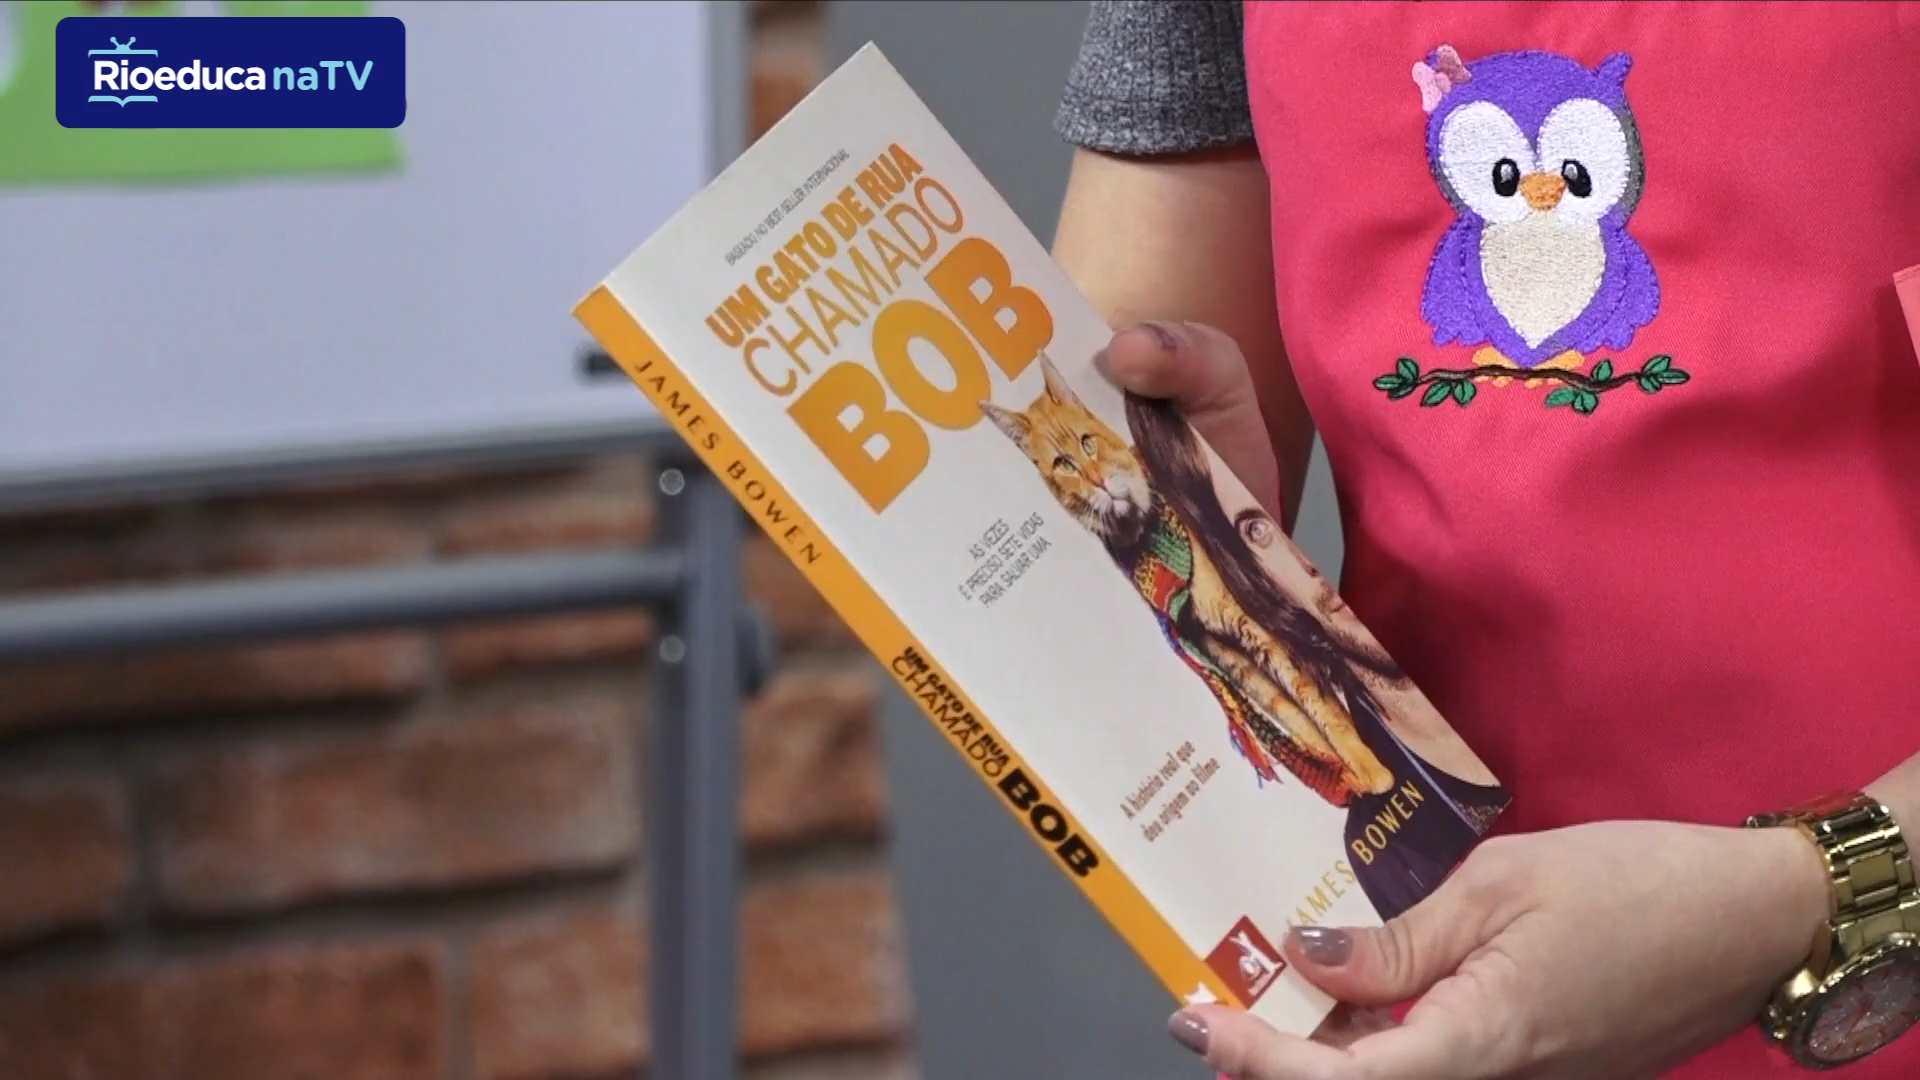 Rioeduca naTV
BASEADO NO BEST SELLER INTERNACIONAL
UM GATO DE RUA
CHAMADO
BOB
ÀS VEZES
É PRECISO SETE VIDAS
PARA SALVAR UMA
A história real que
deu origem ao filme
JAMES BOWEN
JAMES BOWEN
UM GATO DE RUA
CHAMADO
BOB